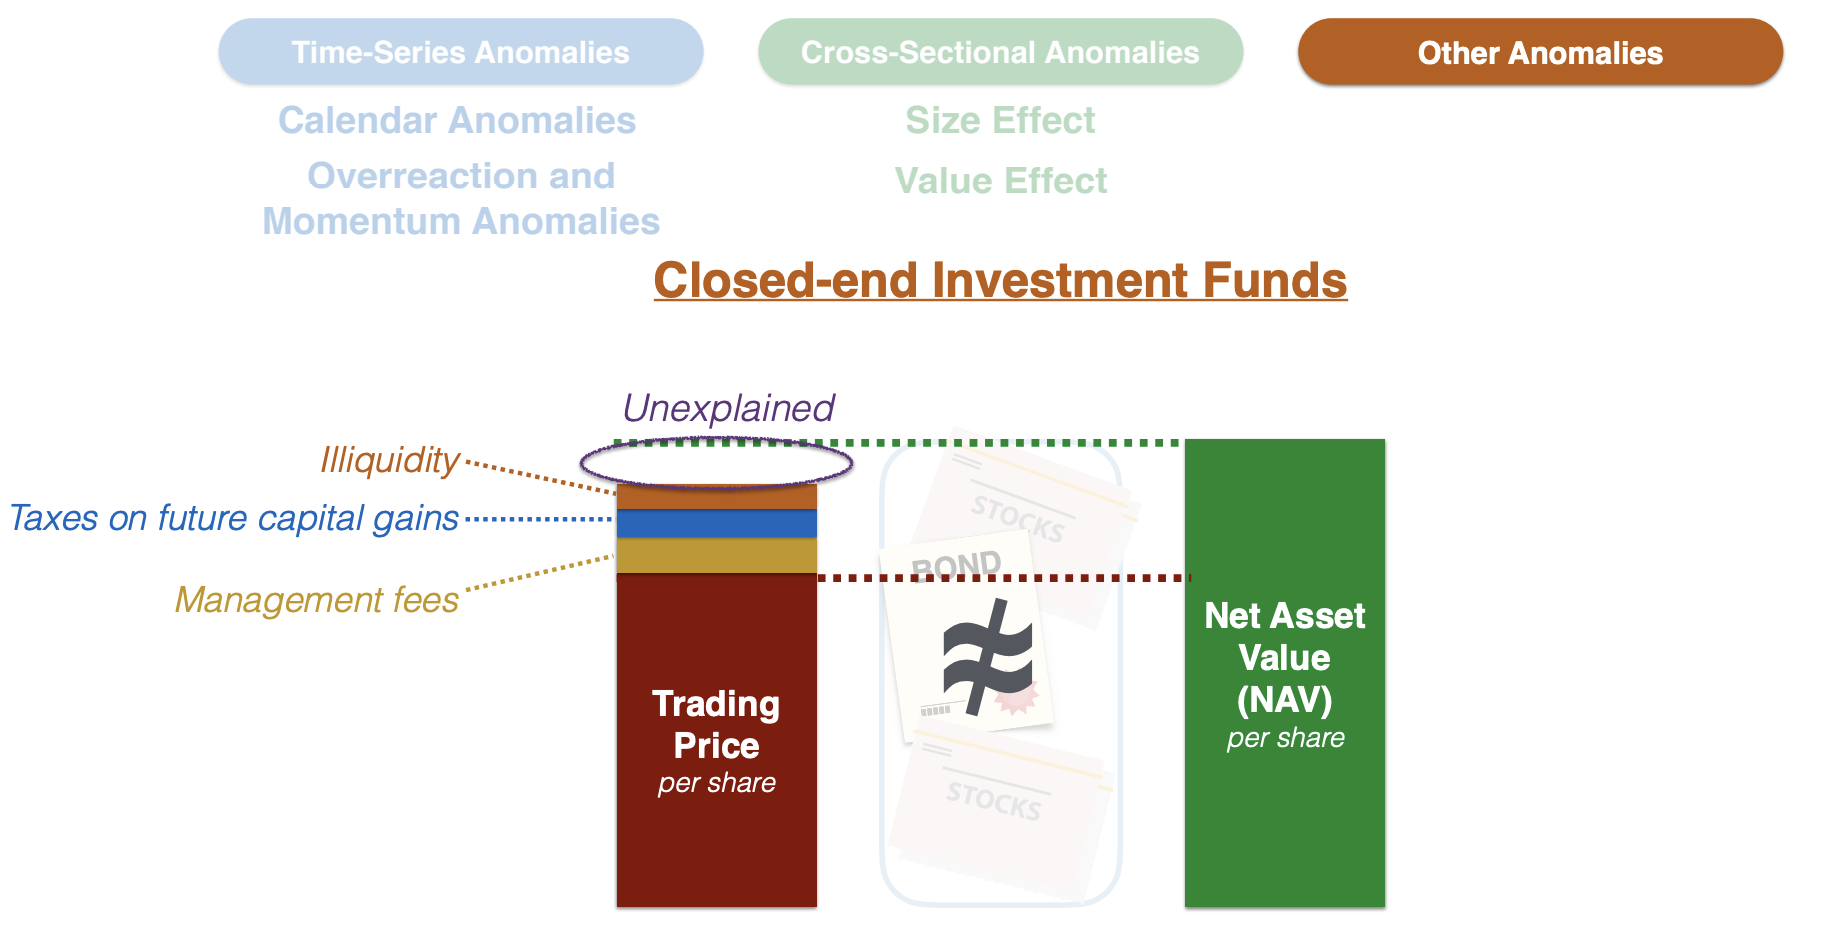 Time-Series Anomalies
Cross-Sectional Anomalies
Other Anomalies
Calendar Anomalies
Size Effect
Overreaction and
Momentum Anomalies
Value Effect
Closed-end Investment Funds
Unexplained
Illiquidity
Taxes on future capital gains
Management fees
STOCKS
BOND
STOCKS
Trading
Price
per share
Net Asset
Value
(NAV)
per share